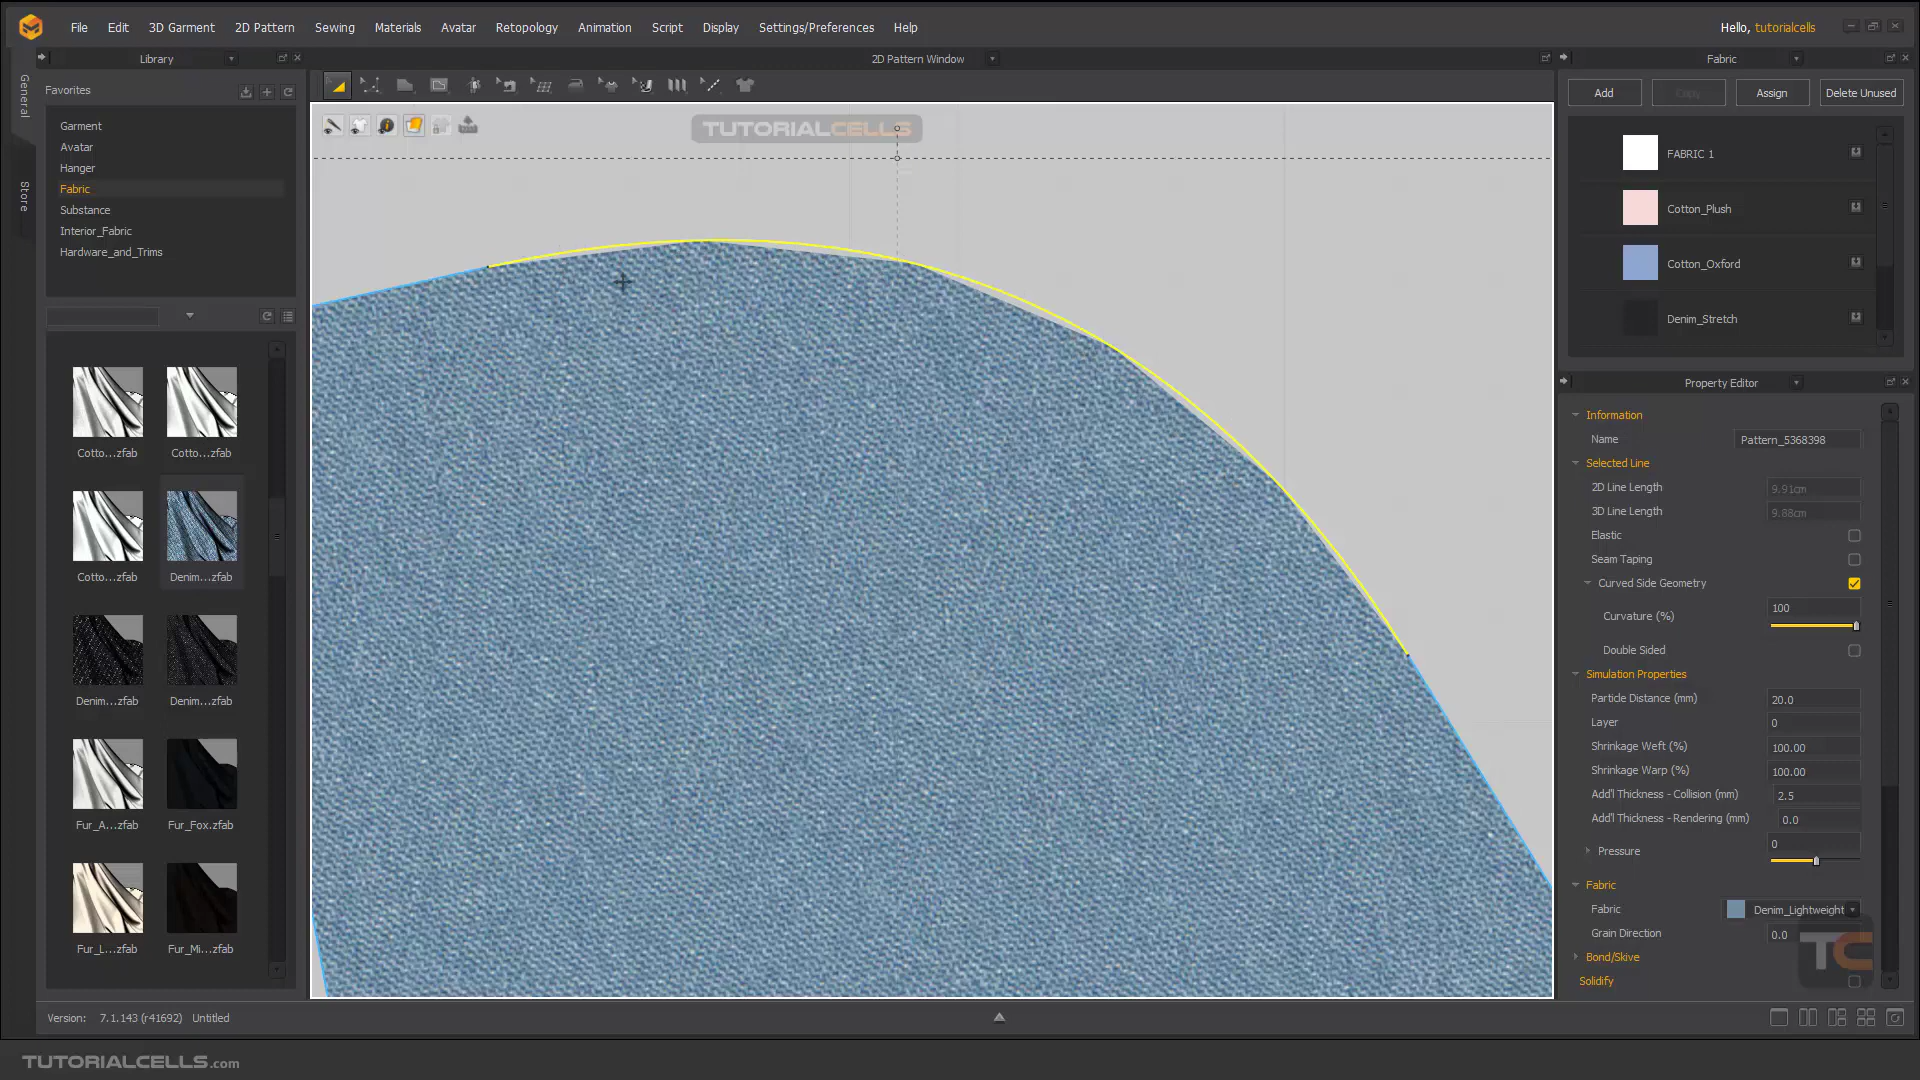 File Edit 3D Garment 2D Pattern Sewing Materials Avatar Retopology Animation Script Display Settings/Preferences Help
Hello, tutorialcells
Library
2D Pattern Window
Fabric
General
Store
Favorites
Garment
Avatar
Hanger
Fabric
Substance
Interior_Fabric
Hardware_and_Trims
Cotto...zfab Cotto...zfab
Cotto...zfab Denim...zfab
Denim...zfab Denim...zfab
Fur_A...zfab Fur_Fox.zfab
Fur_L...zfab Fur_Mi...zfab
TUTORIALCELLS
Add Copy Assign Delete Unused
FABRIC 1
Cotton_Plush
Cotton_Oxford
Denim_Stretch
Property Editor
Information
Name Pattern_5368398
Selected Line
2D Line Length 9.91cm
3D Line Length 9.88cm
Elastic
Seam Taping
Curved Side Geometry
Curvature (%) 100
Double Sided
Simulation Properties
Particle Distance (mm) 20.0
Layer 0
Shrinkage Weft (%) 100.00
Shrinkage Warp (%) 100.00
Add'l Thickness - Collision (mm) 2.5
Add'l Thickness - Rendering (mm) 0.0
Pressure 0
Fabric
Fabric Denim_Lightweight
Grain Direction 0.0
Bond/Skive
Solidify
TC
Version: 7.1.143 (r41692) Untitled
TUTORIALCELLS.com